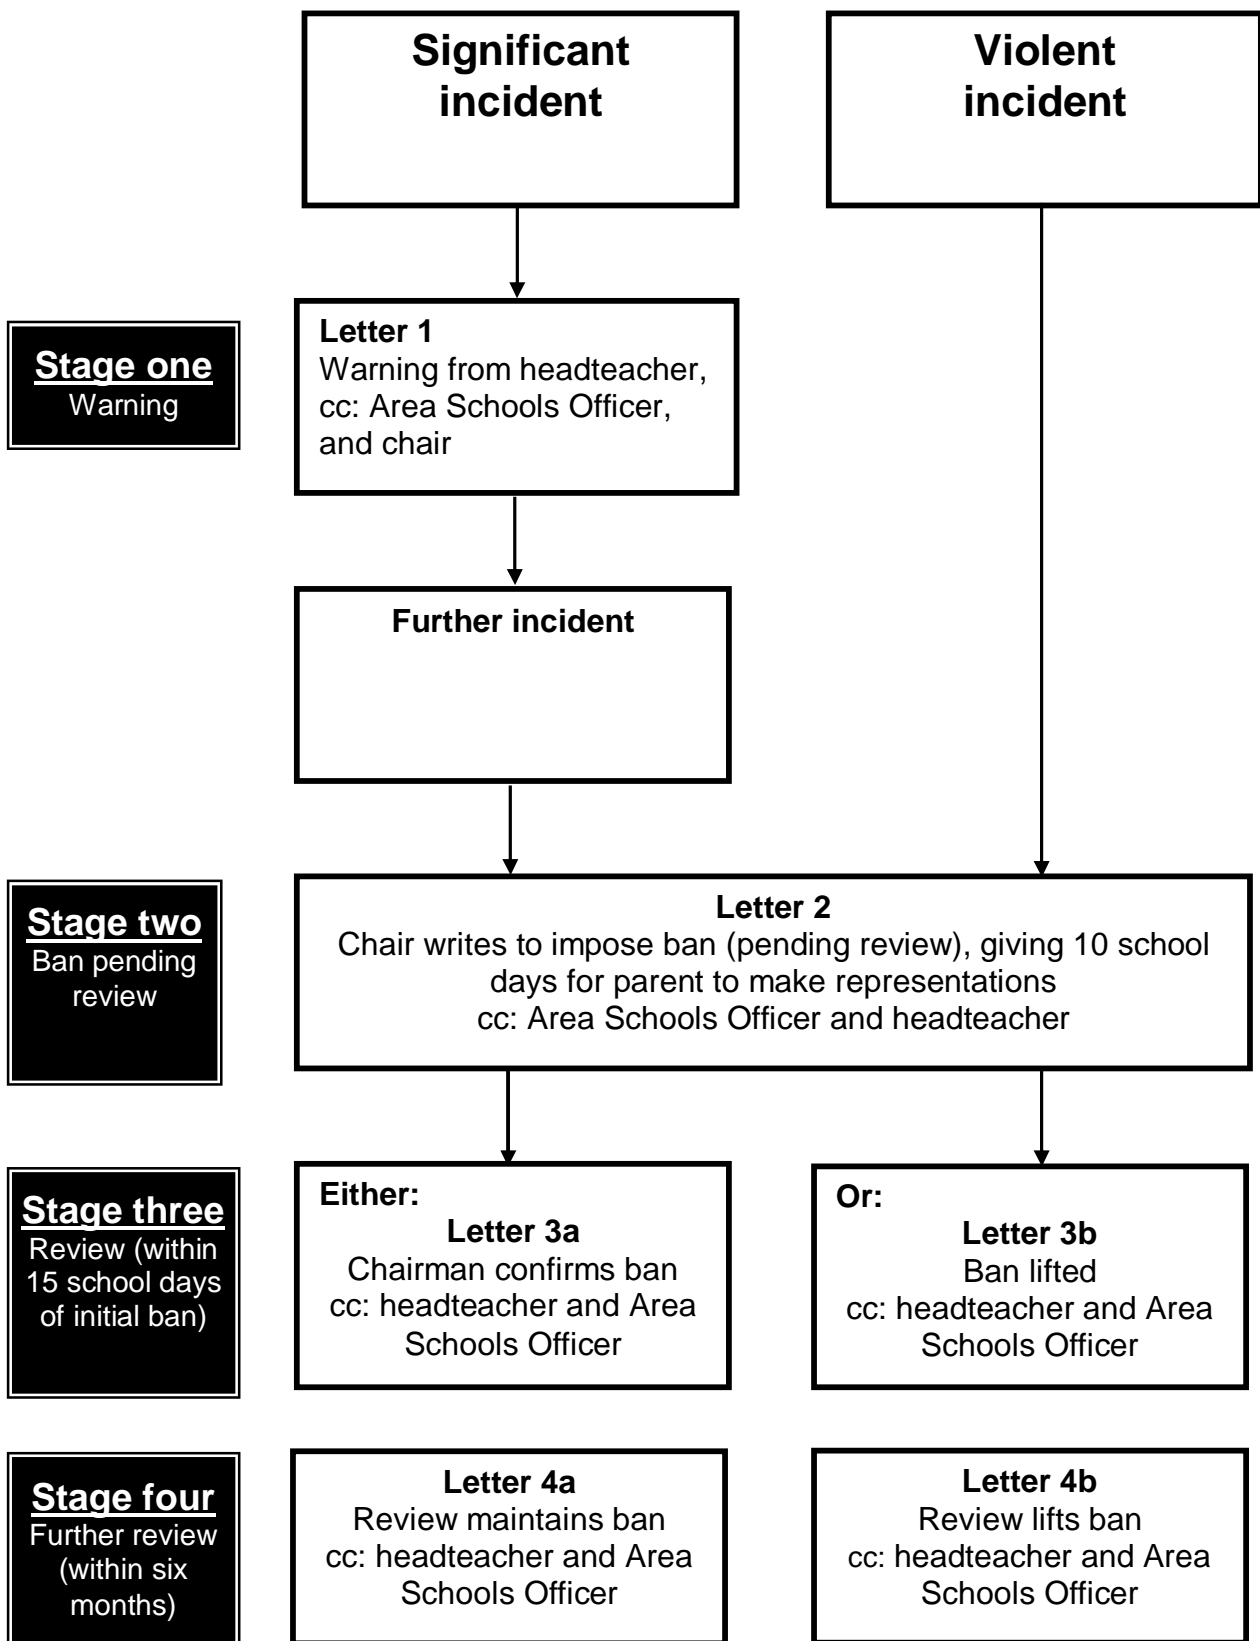 Significant
incident
Violent
incident
Stage one
Warning
Letter 1
Warning from headteacher,
cc: Area Schools Officer,
and chair
Further incident
Stage two
Ban pending
review
Letter 2
Chair writes to impose ban (pending review), giving 10 school
days for parent to make representations
cc: Area Schools Officer and headteacher
Stage three
Review (within
15 school days
of initial ban)
Either:
Letter 3a
Chairman confirms ban
cc: headteacher and Area
Schools Officer
Or:
Letter 3b
Ban lifted
cc: headteacher and Area
Schools Officer
Stage four
Further review
(within six
months)
Letter 4a
Review maintains ban
cc: headteacher and Area
Schools Officer
Letter 4b
Review lifts ban
cc: headteacher and Area
Schools Officer